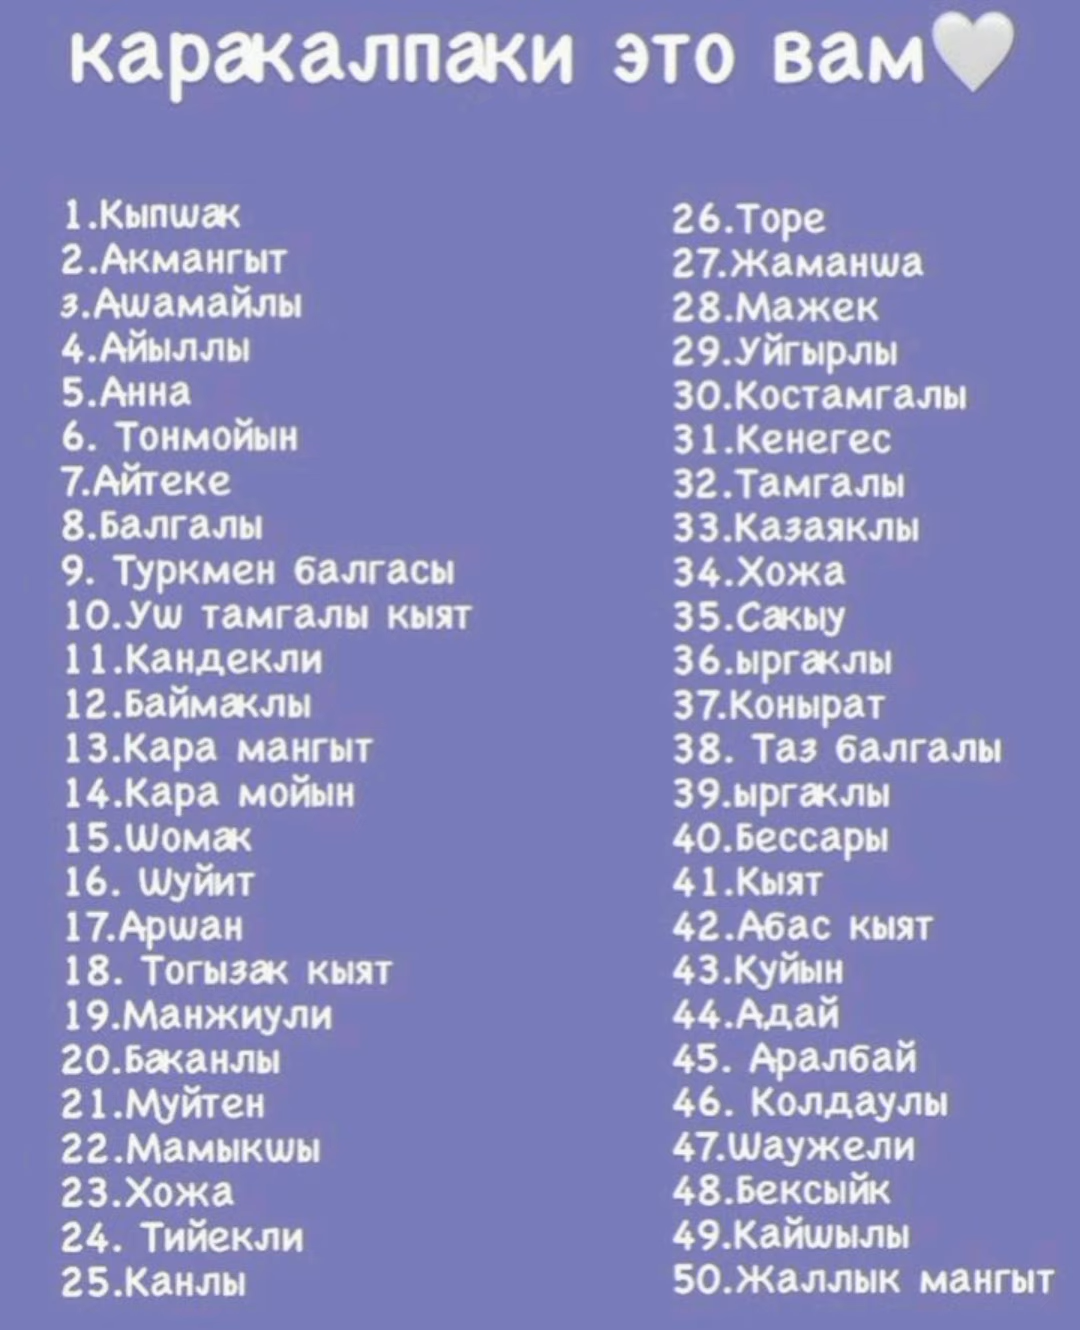 каракалпаки это вам🤍
1.Кыпшак
2.Акмангыт
3.Ашамайлы
4.Айыллы
5.Анна
6. Тонмойын
7.Айтеке
8.Балгалы
9. Туркмен балгасы
10.Уш тамгалы кыят
11.Кандекли
12.Баймаклы
13.Кара мангыт
14.Кара мойын
15.Шомак
16. Шуйит
17.Аршан
18. Тогызак кыят
19.Манжиули
20.Баканлы
21.Муйтен
22.Мамыкшы
23.Хожа
24. Тийекли
25.Канлы
26.Торе
27.Жаманша
28.Мажек
29.Уйгырлы
30.Костамгалы
31.Кенегес
32.Тамгалы
33.Казаяклы
34.Хожа
35.Сакыу
36.ыргаклы
37.Конырат
38. Таз балгалы
39.ыргаклы
40.Бессары
41.Кыят
42.Абас кыят
43.Куйын
44.Адай
45. Аралбай
46. Колдаулы
47.Шаужели
48.Бексыйк
49.Кайшылы
50.Жаллык мангыт